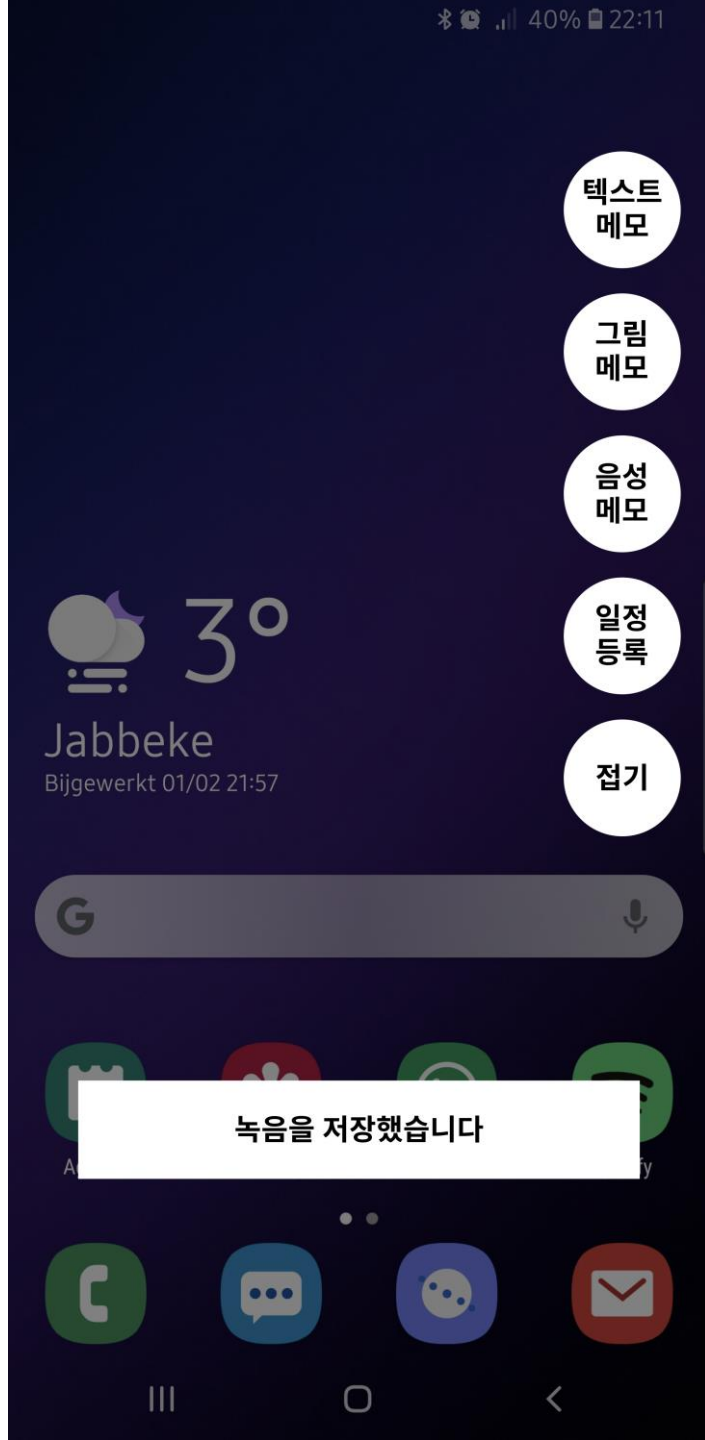 40% 22:11
텍스트
메모
그림
메모
음성
메모
일정
등록
3°
Jabbeke
Bijgewerkt 01/02 21:57
접기
G
녹음을 저장했습니다